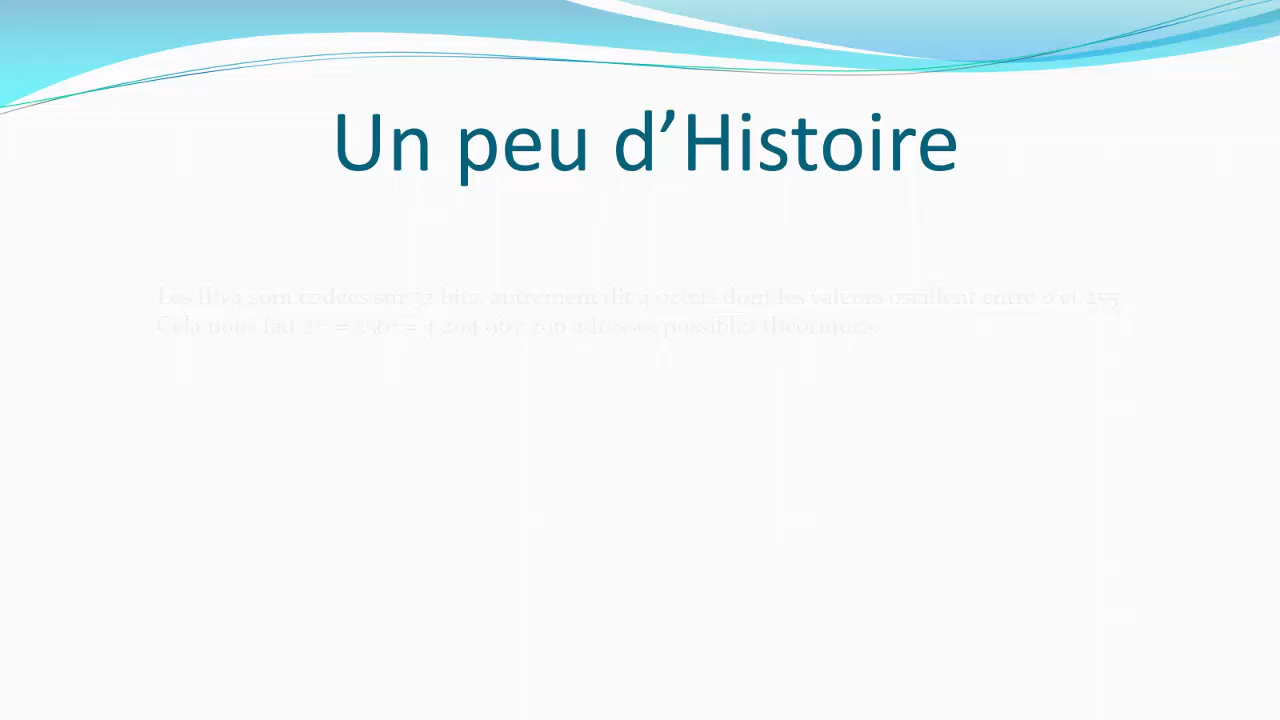 Un peu d’Histoire
Les IPv4 sont codées sur 32 bits, autrement dit 4 octets dont les valeurs oscillent entre 0 et 255.
Cela nous fait 2³² = 256⁴ = 4 294 967 296 adresses possibles théoriques.